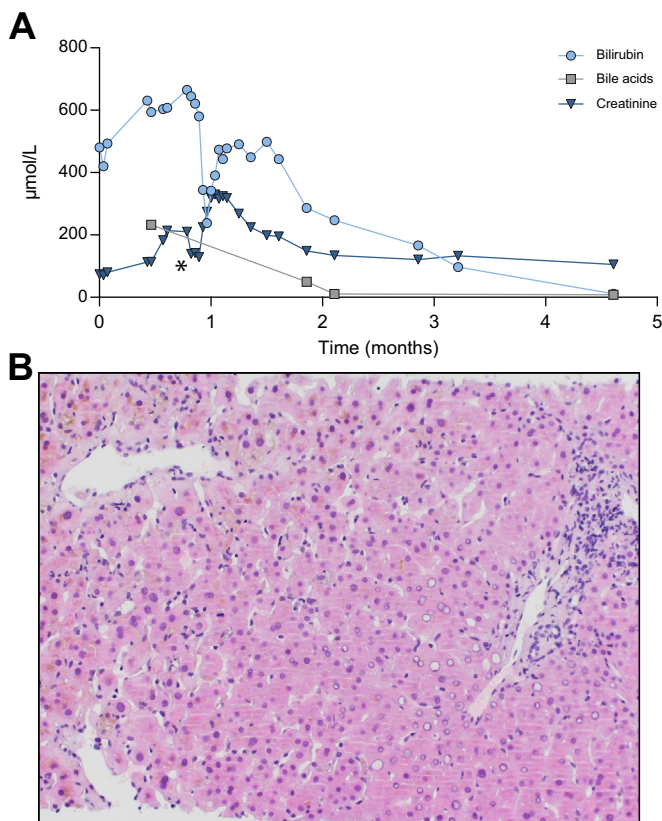 A
800
600
400
200
0
µmol/L
*
0 1 2 3 4 5
Time (months)
Bilirubin
Bile acids
Creatinine
B